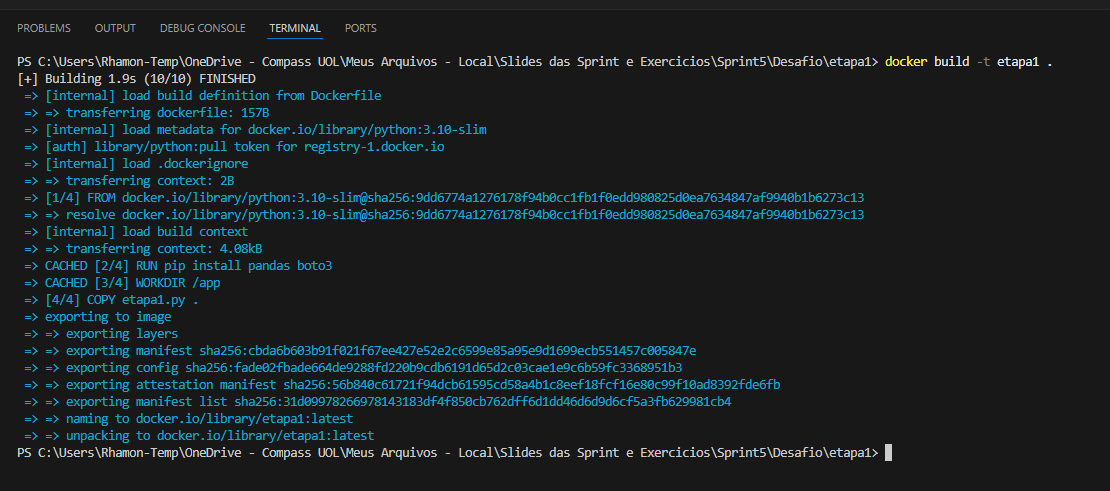 PROBLEMS OUTPUT DEBUG CONSOLE TERMINAL PORTS
PS C:\Users\Rhamon-Temp\OneDrive - Compass UOL\Meus Arquivos - Local\Slides das Sprint e Exercicios\Sprint5\Desafio\etapa1> docker build -t etapa1 .
[+] Building 1.9s (10/10) FINISHED
=> [internal] load build definition from Dockerfile
=> => transferring dockerfile: 157B
=> [internal] load metadata for docker.io/library/python:3.10-slim
=> [auth] library/python:pull token for registry-1.docker.io
=> [internal] load .dockerignore
=> => transferring context: 2B
=> [1/4] FROM docker.io/library/python:3.10-slim@sha256:9dd6774a1276178f94b0cc1fb1f0edd980825d0ea7634847af9940b1b6273c13
=> => resolve docker.io/library/python:3.10-slim@sha256:9dd6774a1276178f94b0cc1fb1f0edd980825d0ea7634847af9940b1b6273c13
=> [internal] load build context
=> => transferring context: 4.08kB
=> CACHED [2/4] RUN pip install pandas boto3
=> CACHED [3/4] WORKDIR /app
=> [4/4] COPY etapa1.py .
=> exporting to image
=> => exporting layers
=> => exporting manifest sha256:cbda6b603b91f021f67ee427e52e2c6599e85a95e9d1699ecb551457c005847e
=> => exporting config sha256:fade02fbade664de9288fd220b9cdb6191d65d2c03cae1e9c6b59fc3368951b3
=> => exporting attestation manifest sha256:56b840c61721f94dcb61595cd58a4b1c8eef18fcf16e80c99f10ad8392fde6fb
=> => exporting manifest list sha256:31d09978266978143183df4f850cb762dff6d1dd46d6d9d6cf5a3fb629981cb4
=> => naming to docker.io/library/etapa1:latest
=> => unpacking to docker.io/library/etapa1:latest
PS C:\Users\Rhamon-Temp\OneDrive - Compass UOL\Meus Arquivos - Local\Slides das Sprint e Exercicios\Sprint5\Desafio\etapa1>